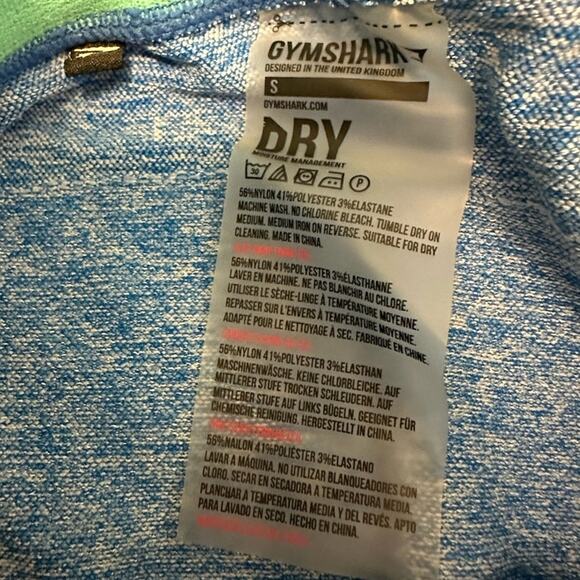 GYMSHARK
DESIGNED IN THE UNITED KINGDOM
S
GYMSHARK.COM
DRY
MOISTURE MANAGEMENT
30 P
56%NYLON 41%POLYESTER 3%ELASTANE
MACHINE WASH. NO CHLORINE BLEACH. TUMBLE DRY ON
MEDIUM. MEDIUM IRON ON REVERSE. SUITABLE FOR DRY
CLEANING. MADE IN CHINA.
56%NYLON 41%POLYESTER 3%ÉLASTHANNE
LAVER EN MACHINE. NE PAS BLANCHIR AU CHLORE.
UTILISER LE SÈCHE-LINGE À TEMPÉRATURE MOYENNE.
REPASSER SUR L'ENVERS À TEMPÉRATURE MOYENNE.
ADAPTÉ POUR LE NETTOYAGE À SEC. FABRIQUÉ EN CHINE.
56%NYLON 41%POLYESTER 3%ELASTHAN
MASCHINENWÄSCHE. KEINE CHLORBLEICHE. AUF
MITTLERER STUFE TROCKEN SCHLEUDERN. AUF
MITTLERER STUFE AUF LINKS BÜGELN. GEEIGNET FÜR
CHEMISCHE REINIGUNG. HERGESTELLT IN CHINA.
56%NAILON 41%POLIÉSTER 3%ELASTANO
LAVAR A MÁQUINA. NO UTILIZAR BLANQUEADORES CON
CLORO, SECAR EN SECADORA A TEMPERATURA MEDIA.
PLANCHAR A TEMPERATURA MEDIA Y DEL REVÉS. APTO
PARA LAVADO EN SECO. HECHO EN CHINA.